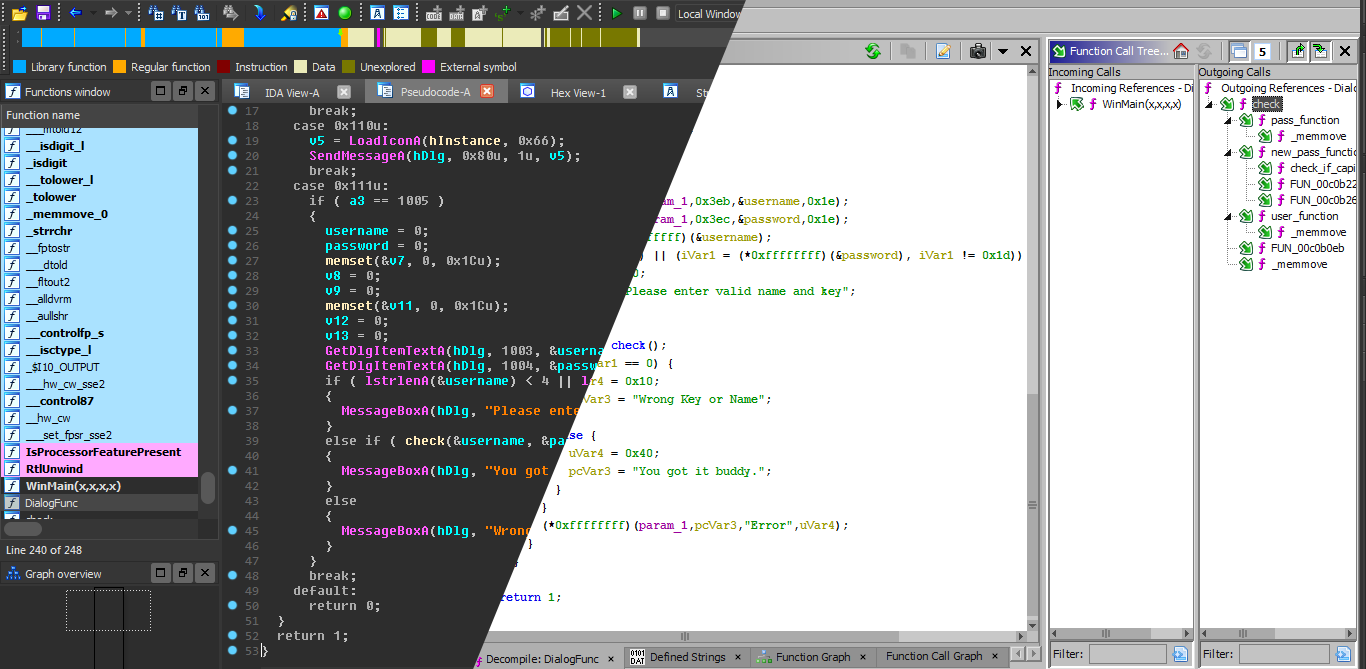 Local Window
Library function
Regular function
Instruction
Data
Unexplored
External symbol
Functions window
Function name
___mtold12
__isdigit_l
_isdigit
__tolower_l
_tolower
_memmove_0
_strrchr
__fptostr
___dtold
__fltout2
__alldvrm
__aullshr
__controlfp_s
__isctype_l
_$I10_OUTPUT
___hw_cw_sse2
__control87
__hw_cw
___set_fpsr_sse2
IsProcessorFeaturePresent
RtlUnwind
WinMain(x,x,x,x)
DialogFunc
check
Line 240 of 248
Graph overview
IDA View-A
Pseudocode-A
Hex View-1
17 break;
18 case 0x110u:
19 v5 = LoadIconA(hInstance, 0x66);
20 SendMessageA(hDlg, 0x80u, 1u, v5);
21 break;
22 case 0x111u:
23 if ( a3 == 1005 )
24 {
25 username = 0;
26 password = 0;
27 memset(&v7, 0, 0x1Cu);
28 v8 = 0;
29 v9 = 0;
30 memset(&v11, 0, 0x1Cu);
31 v12 = 0;
32 v13 = 0;
33 GetDlgItemTextA(hDlg, 1003, &userna
34 GetDlgItemTextA(hDlg, 1004, &passw
35 if ( lstrlenA(&username) < 4 || l
36 {
37 MessageBoxA(hDlg, "Please ente
38 }
39 else if ( check(&username, &pa
40 {
41 MessageBoxA(hDlg, "You got
42 }
43 else
44 {
45 MessageBoxA(hDlg, "Wrong
46 }
47 }
48 break;
49 default:
50 return 0;
51 }
52 return 1;
53 }
ram_1,0x3eb,&username,0x1e);
ram_1,0x3ec,&password,0x1e);
fffff)(&username);
) || (iVar1 = (*0xffffffff)(&password), iVar1 != 0x1d))
0;
Please enter valid name and key";
check();
ar1 == 0) {
r4 = 0x10;
Var3 = "Wrong Key or Name";
se {
uVar4 = 0x40;
pcVar3 = "You got it buddy.";
}
}
(*0xffffffff)(param_1,pcVar3,"Error",uVar4);
}
;
return 1;
Decompile: DialogFunc
Defined Strings
Function Graph
Function Call Graph
Function Call Tree...
5
Incoming Calls
Incoming References - Di
WinMain(x,x,x,x)
Filter:
Outgoing Calls
Outgoing References - Dialo
check
pass_function
_memmove
new_pass_functio
check_if_capi
FUN_00c0b22
FUN_00c0b26
user_function
_memmove
FUN_00c0b0eb
_memmove
Filter: